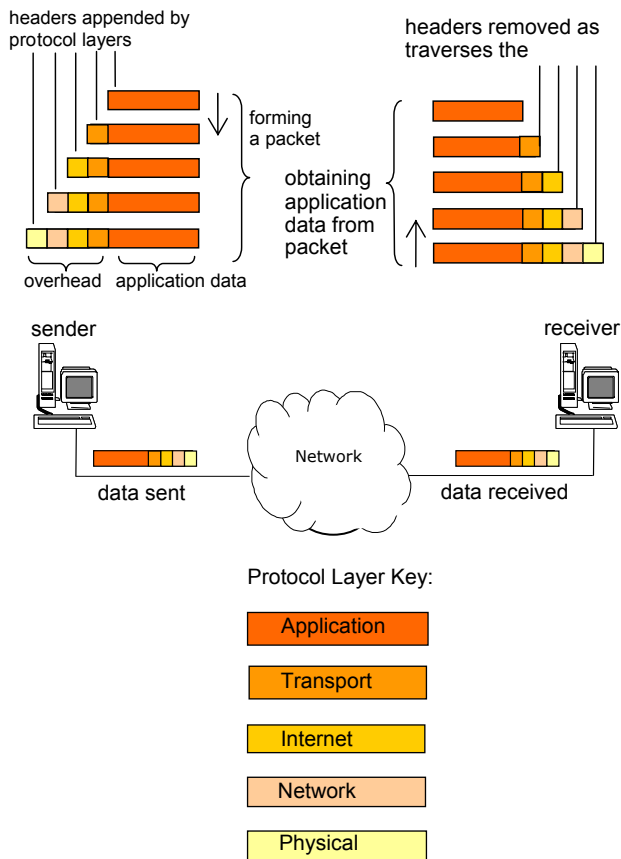 headers appended by
protocol layers
forming
a packet
overhead
application data
headers removed as
traverses the
obtaining
application
data from
packet
sender
receiver
Network
data sent
data received
Protocol Layer Key:
Application
Transport
Internet
Network
Physical